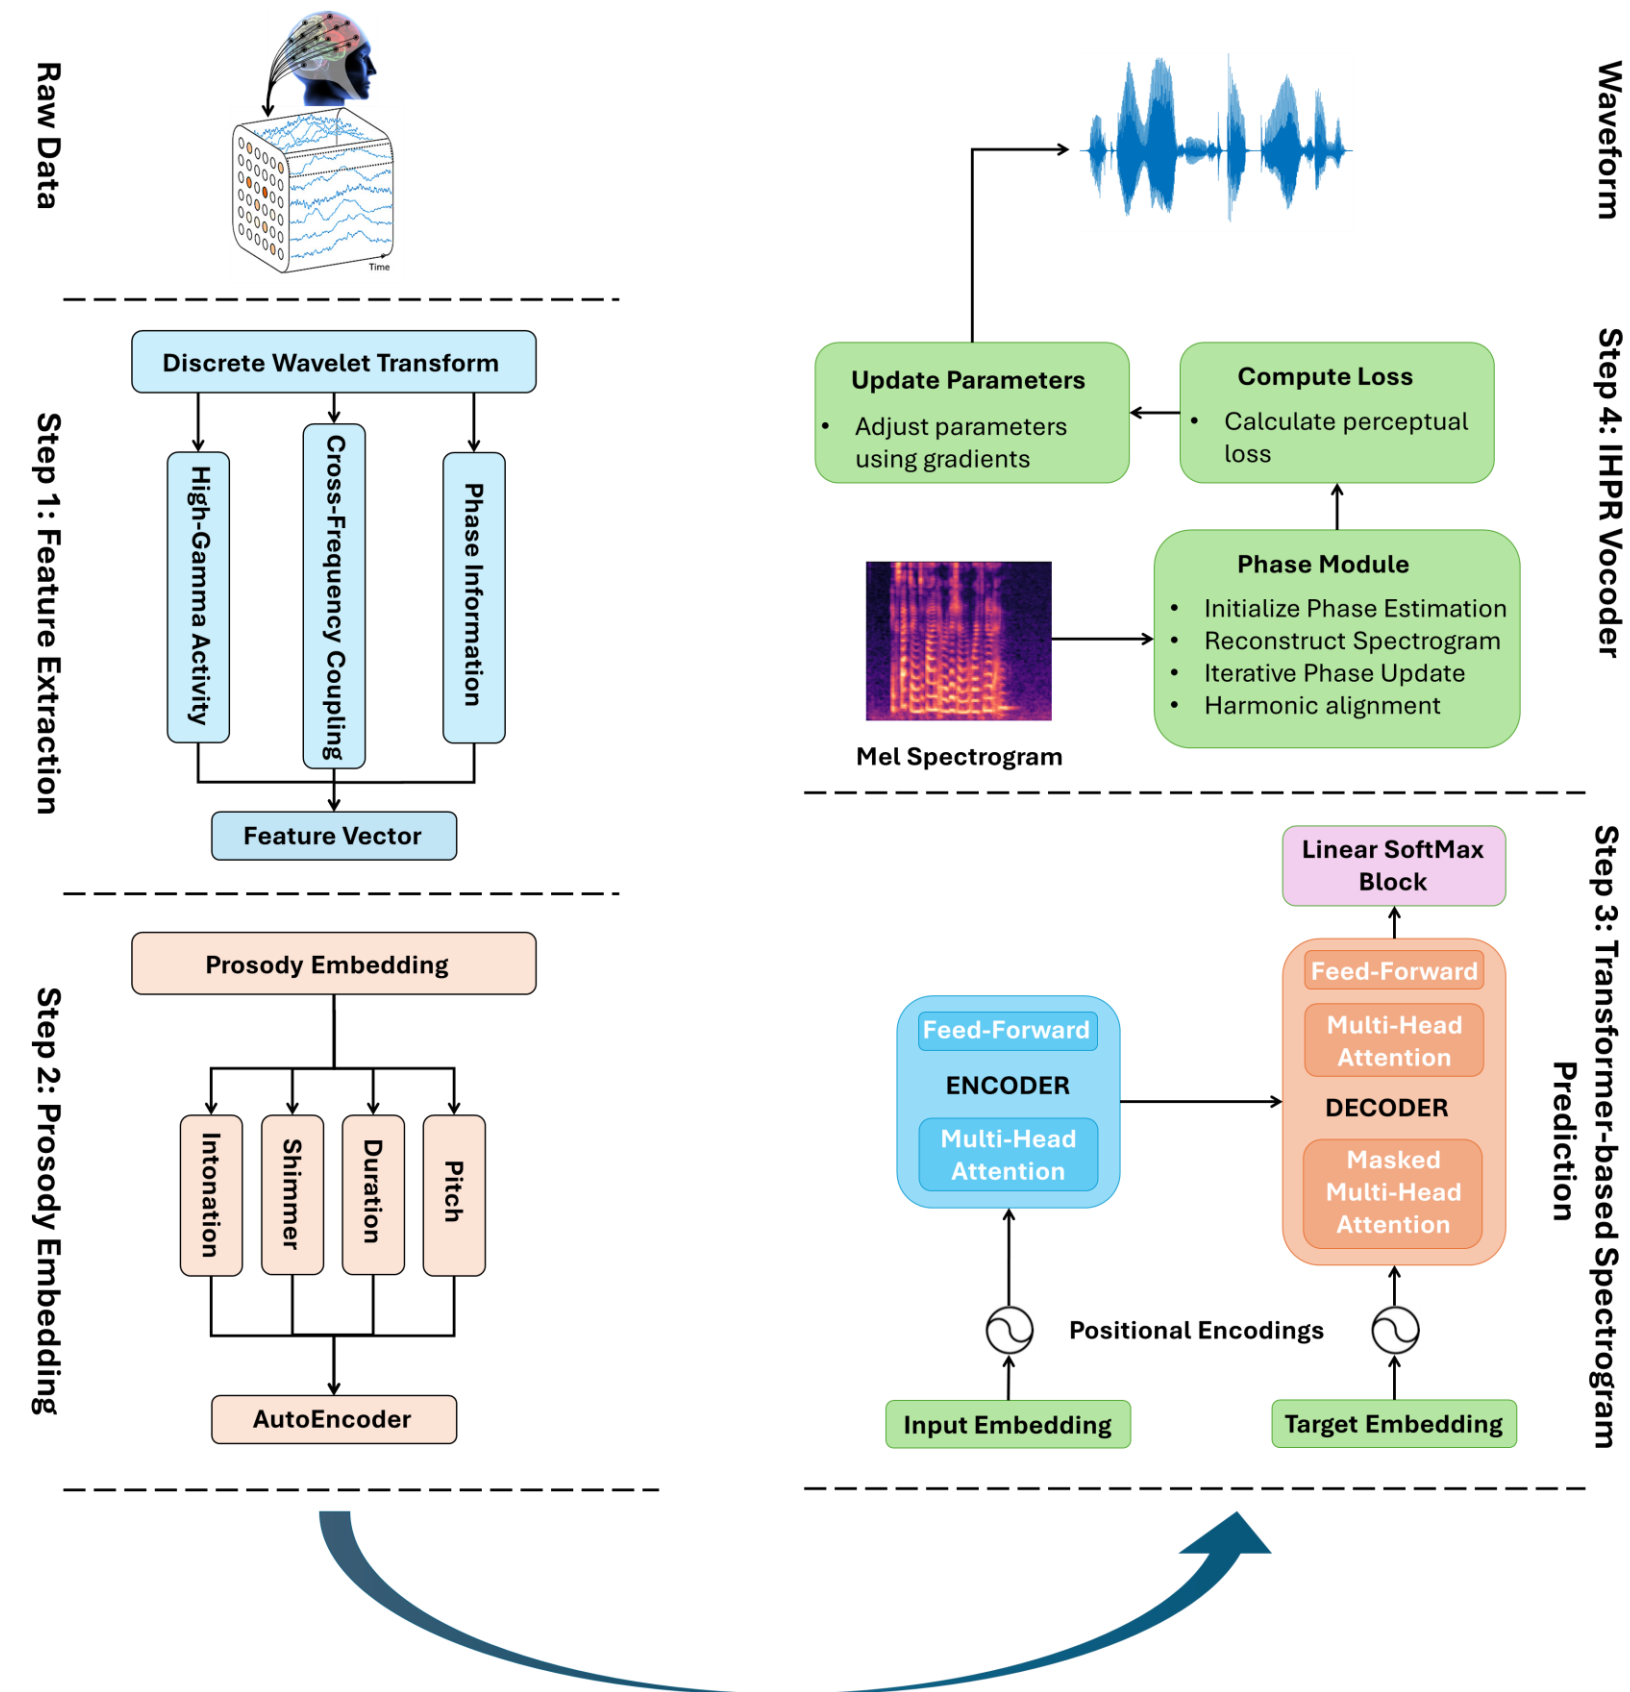 Raw Data
Time
Step 1: Feature Extraction
Discrete Wavelet Transform
High-Gamma Activity
Cross-Frequency Coupling
Phase Information
Feature Vector
Step 2: Prosody Embedding
Prosody Embedding
Intonation
Shimmer
Duration
Pitch
AutoEncoder
Waveform
Step 4: IHPR Vocoder
Update Parameters
• Adjust parameters
using gradients
Compute Loss
• Calculate perceptual
loss
Phase Module
• Initialize Phase Estimation
• Reconstruct Spectrogram
• Iterative Phase Update
• Harmonic alignment
Mel Spectrogram
Step 3: Transformer-based Spectrogram
Prediction
Linear SoftMax
Block
Feed-Forward
Multi-Head
Attention
DECODER
Masked
Multi-Head
Attention
Feed-Forward
ENCODER
Multi-Head
Attention
Positional Encodings
Input Embedding
Target Embedding